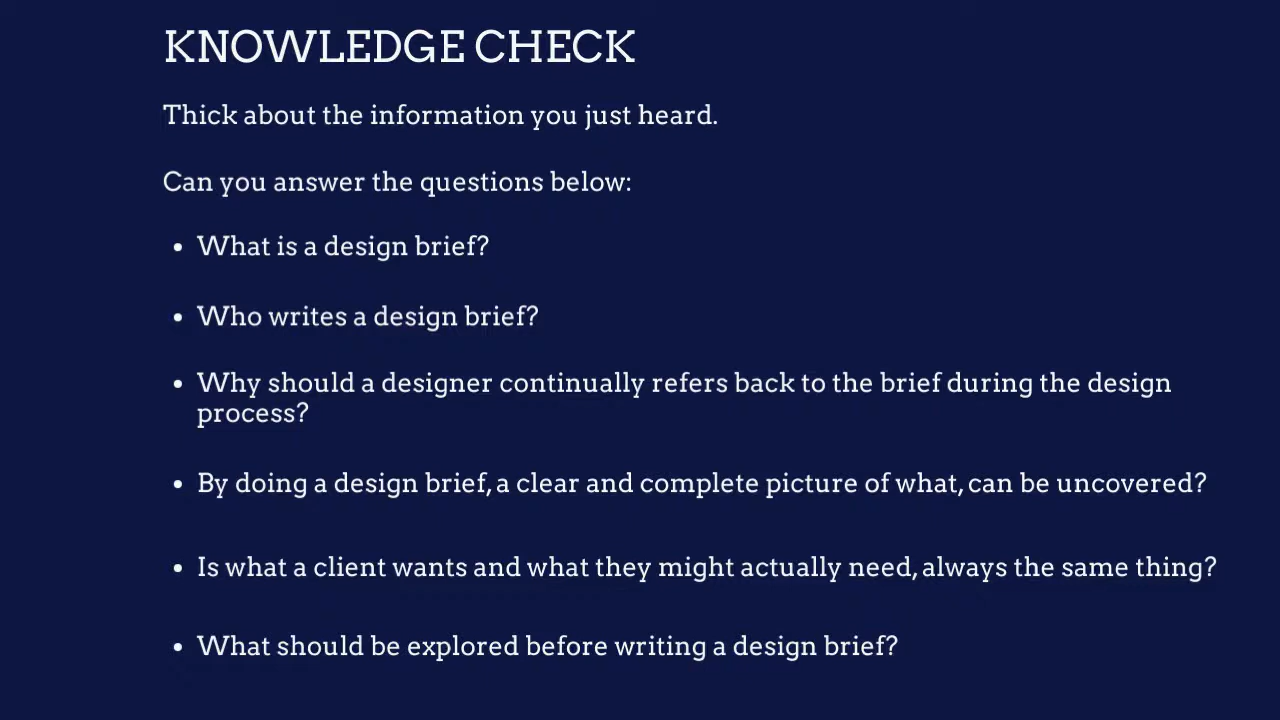 KNOWLEDGE CHECK
Thick about the information you just heard.
Can you answer the questions below:
• What is a design brief?
• Who writes a design brief?
• Why should a designer continually refers back to the brief during the design
process?
• By doing a design brief, a clear and complete picture of what, can be uncovered?
• Is what a client wants and what they might actually need, always the same thing?
• What should be explored before writing a design brief?